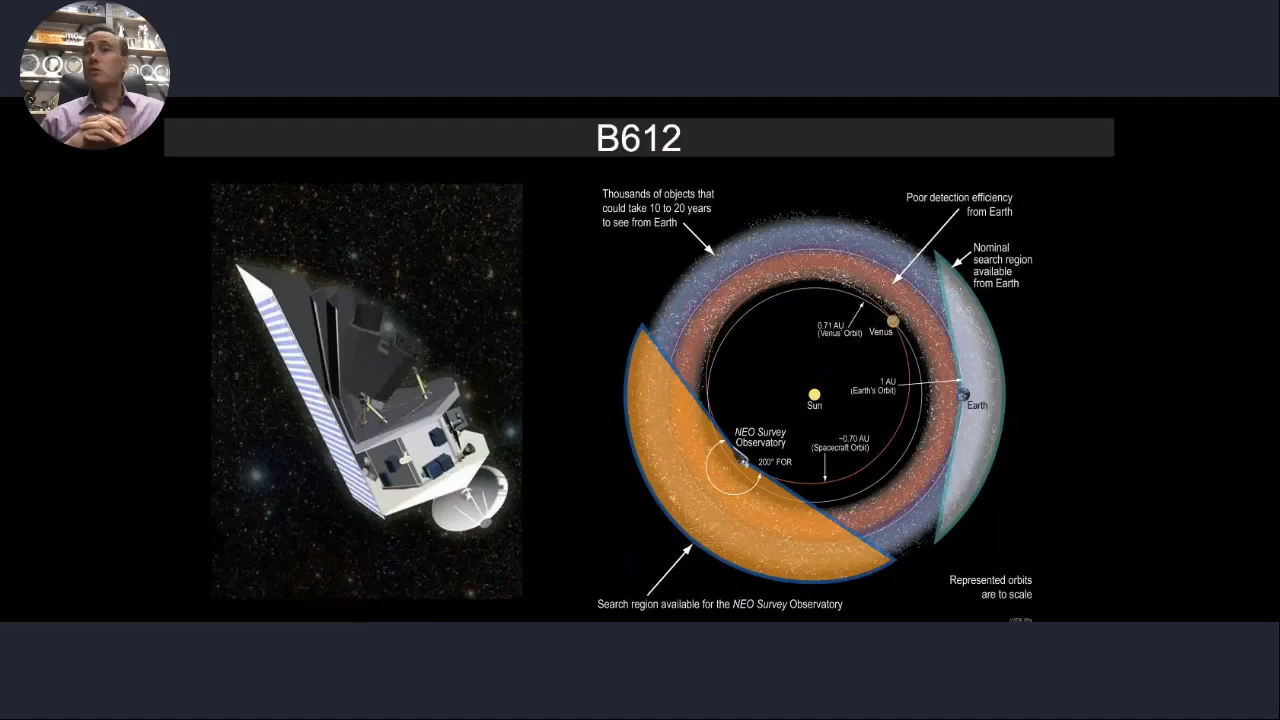 B612
Thousands of objects that
could take 10 to 20 years
to see from Earth
Poor detection efficiency
from Earth
Nominal
search region
available
from Earth
0.71 AU
(Venus' Orbit)
Venus
1 AU
(Earth's Orbit)
Sun
Earth
NEO Survey
Observatory
200° FOR
~0.70 AU
(Spacecraft Orbit)
Represented orbits
are to scale
Search region available for the NEO Survey Observatory